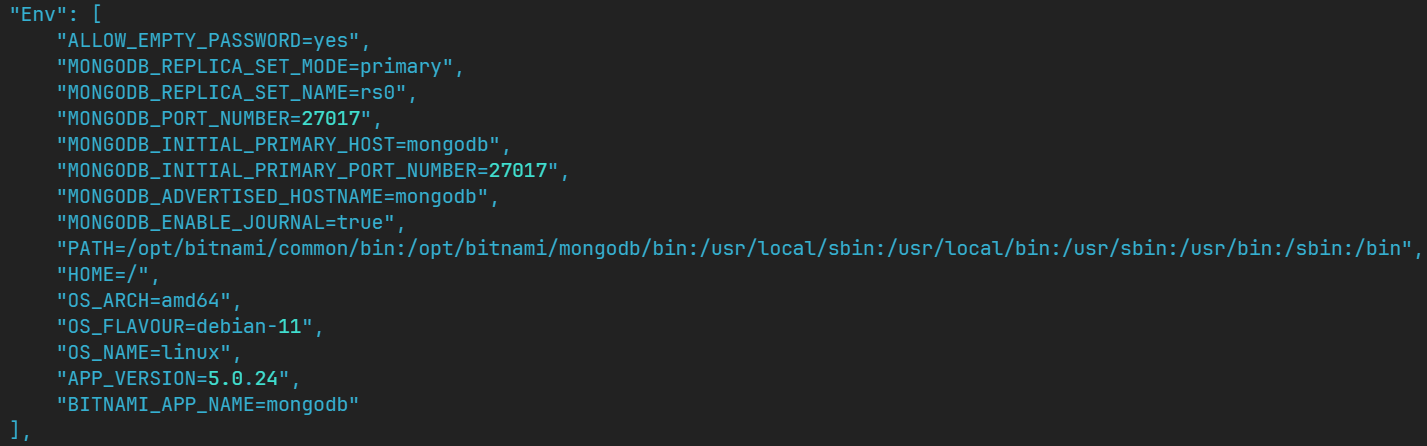 "Env": [
"ALLOW_EMPTY_PASSWORD=yes",
"MONGODB_REPLICA_SET_MODE=primary",
"MONGODB_REPLICA_SET_NAME=rs0",
"MONGODB_PORT_NUMBER=27017",
"MONGODB_INITIAL_PRIMARY_HOST=mongodb",
"MONGODB_INITIAL_PRIMARY_PORT_NUMBER=27017",
"MONGODB_ADVERTISED_HOSTNAME=mongodb",
"MONGODB_ENABLE_JOURNAL=true",
"PATH=/opt/bitnami/common/bin:/opt/bitnami/mongodb/bin:/usr/local/sbin:/usr/local/bin:/usr/sbin:/usr/bin:/sbin:/bin",
"HOME=/",
"OS_ARCH=amd64",
"OS_FLAVOUR=debian-11",
"OS_NAME=linux",
"APP_VERSION=5.0.24",
"BITNAMI_APP_NAME=mongodb"
],